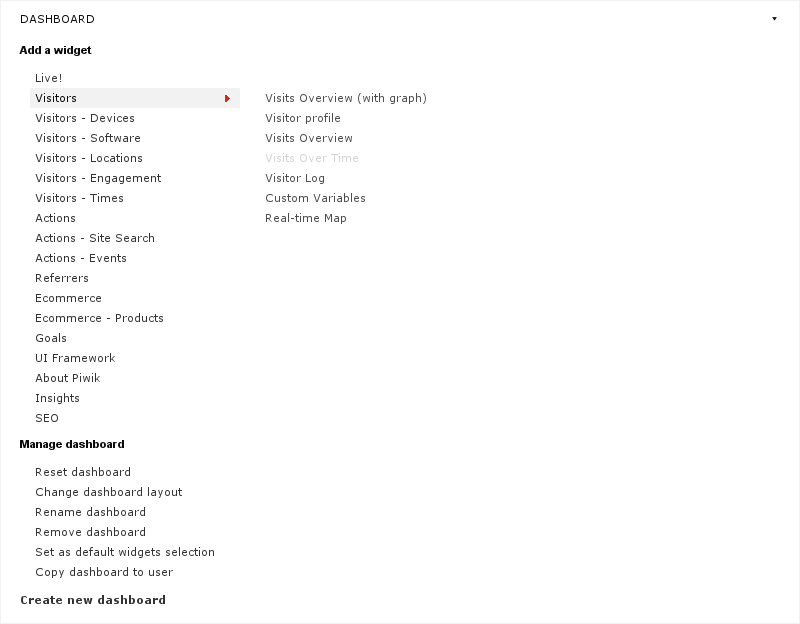 DASHBOARD
Add a widget
Live!
Visitors
Visitors - Devices
Visitors - Software
Visitors - Locations
Visitors - Engagement
Visitors - Times
Actions
Actions - Site Search
Actions - Events
Referrers
Ecommerce
Ecommerce - Products
Goals
UI Framework
About Piwik
Insights
SEO
Visits Overview (with graph)
Visitor profile
Visits Overview
Visits Over Time
Visitor Log
Custom Variables
Real-time Map
Manage dashboard
Reset dashboard
Change dashboard layout
Rename dashboard
Remove dashboard
Set as default widgets selection
Copy dashboard to user
Create new dashboard